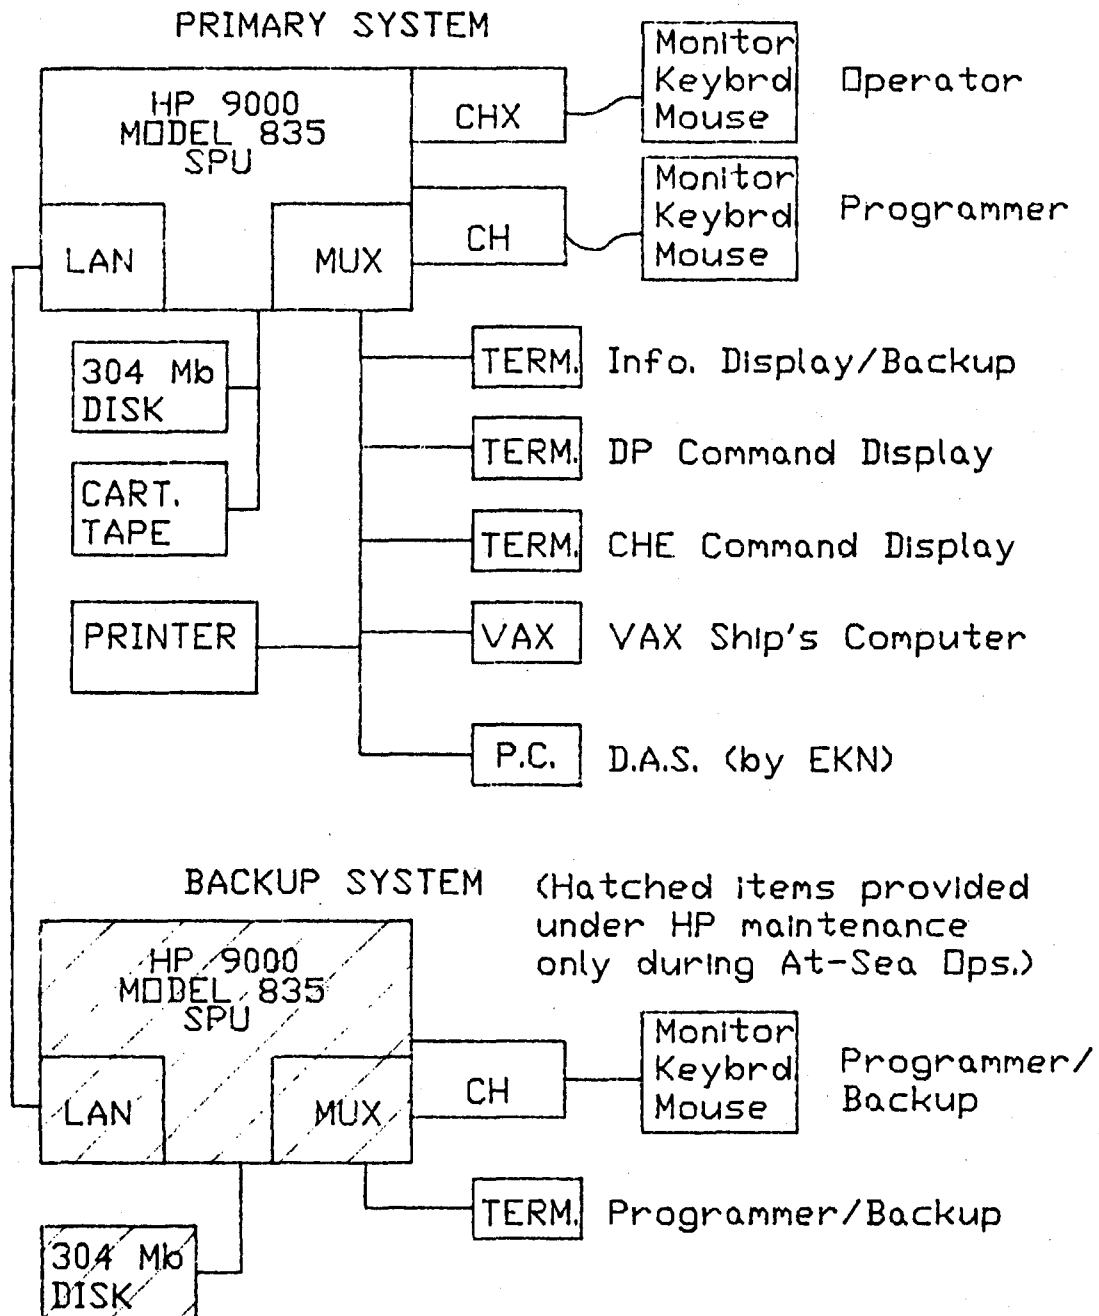 PRIMARY SYSTEM
HP 9000
MODEL 835
SPU
LAN
MUX
CHX
Monitor
Keybrd
Mouse
Operator
CH
Monitor
Keybrd
Mouse
Programmer
304 Mb
DISK
CART.
TAPE
PRINTER
TERM. Info. Display/Backup
TERM. DP Command Display
TERM. CHE Command Display
VAX VAX Ship's Computer
P.C. D.A.S. (by EKN)
BACKUP SYSTEM
(Hatched items provided
under HP maintenance
only during At-Sea Ops.)
HP 9000
MODEL 835
SPU
LAN
MUX
CH
Monitor
Keybrd
Mouse
Programmer/
Backup
TERM. Programmer/Backup
304 Mb
DISK